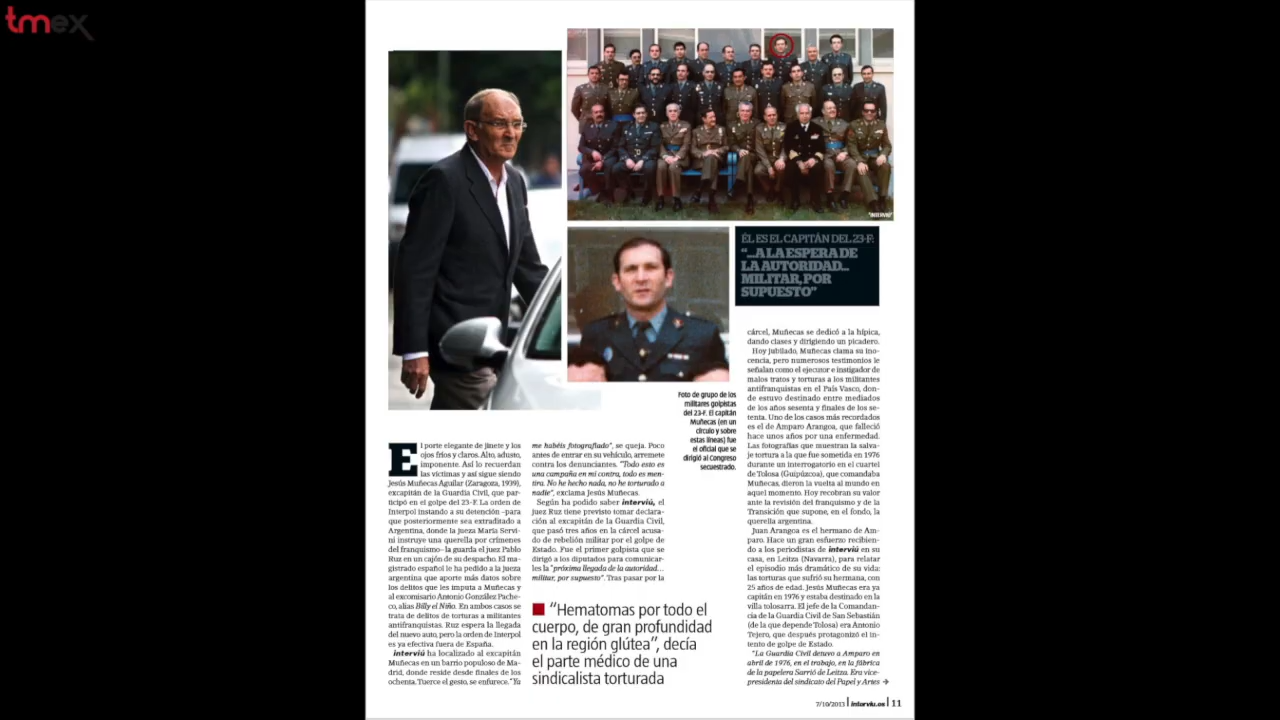 tmex
"INTERVIÚ"
ÉL ES EL CAPITÁN DEL 23-F.
“...A LA ESPERA DE
LA AUTORIDAD...
MILITAR, POR
SUPUESTO”
Foto de grupo de los
militares golpistas
del 23-F. El capitán
Muñecas (en un
círculo y sobre
estas líneas) fue
el oficial que se
dirigió al Congreso
secuestrado.
El porte elegante de jinete y los
ojos fríos y claros. Alto, adusto,
imponente. Así lo recuerdan
las víctimas y así sigue siendo
Jesús Muñecas Aguilar (Zaragoza, 1939),
excapitán de la Guardia Civil, que par-
ticipó en el golpe del 23-F. La orden de
Interpol instando a su detención –para
que posteriormente sea extraditado a
Argentina, donde la jueza María Servi-
ni instruye una querella por crímenes
del franquismo– la guarda el juez Pablo
Ruz en un cajón de su despacho. El ma-
gistrado español le ha pedido a la jueza
argentina que aporte más datos sobre
los delitos que les imputa a Muñecas y
al excomisario Antonio González Pache-
co, alias Billy el Niño. En ambos casos se
trata de delitos de torturas a militantes
antifranquistas. Ruz espera la llegada
del nuevo auto, pero la orden de Interpol
es ya efectiva fuera de España.
interviú ha localizado al excapitán
Muñecas en un barrio populoso de Ma-
drid, donde reside desde finales de los
ochenta. Tuerce el gesto, se enfurece. “Ya
me habéis fotografiado”, se queja. Poco
antes de entrar en su vehículo, arremete
contra los denunciantes. “Todo esto es
una campaña en mi contra, todo es men-
tira. No he hecho nada, no he torturado a
nadie”, exclama Jesús Muñecas.
Según ha podido saber interviú, el
juez Ruz tiene previsto tomar declara-
ción al excapitán de la Guardia Civil,
que pasó tres años en la cárcel acusa-
do de rebelión militar por el golpe de
Estado. Fue el primer golpista que se
dirigió a los diputados para comunicar-
les la “próxima llegada de la autoridad...
militar, por supuesto”. Tras pasar por la
“Hematomas por todo el
cuerpo, de gran profundidad
en la región glútea”, decía
el parte médico de una
sindicalista torturada
cárcel, Muñecas se dedicó a la hípica,
dando clases y dirigiendo un picadero.
Hoy jubilado, Muñecas clama su ino-
cencia, pero numerosos testimonios le
señalan como el ejecutor e instigador de
malos tratos y torturas a los militantes
antifranquistas en el País Vasco, don-
de estuvo destinado entre mediados
de los años sesenta y finales de los se-
tenta. Uno de los casos más recordados
es el de Amparo Arangoa, que falleció
hace unos años por una enfermedad.
Las fotografías que muestran la salva-
je tortura a la que fue sometida en 1976
durante un interrogatorio en el cuartel
de Tolosa (Guipúzcoa), que comandaba
Muñecas, dieron la vuelta al mundo en
aquel momento. Hoy recobran su valor
ante la revisión del franquismo y de la
Transición que supone, en el fondo, la
querella argentina.
Juan Arangoa es el hermano de Am-
paro. Hace un gran esfuerzo recibien-
do a los periodistas de interviú en su
casa, en Leitza (Navarra), para relatar
el episodio más dramático de su vida:
las torturas que sufrió su hermana, con
25 años de edad. Jesús Muñecas era ya
capitán en 1976 y estaba destinado en la
villa tolosarra. El jefe de la Comandan-
cia de la Guardia Civil de San Sebastián
(de la que depende Tolosa) era Antonio
Tejero, que después protagonizó el in-
tento de golpe de Estado.
“La Guardia Civil detuvo a Amparo en
abril de 1976, en el trabajo, en la fábrica
de la papelera Sarrió de Leitza. Era vice-
presidenta del sindicato del Papel y Artes →
7/10/2013 | interviu.es | 11